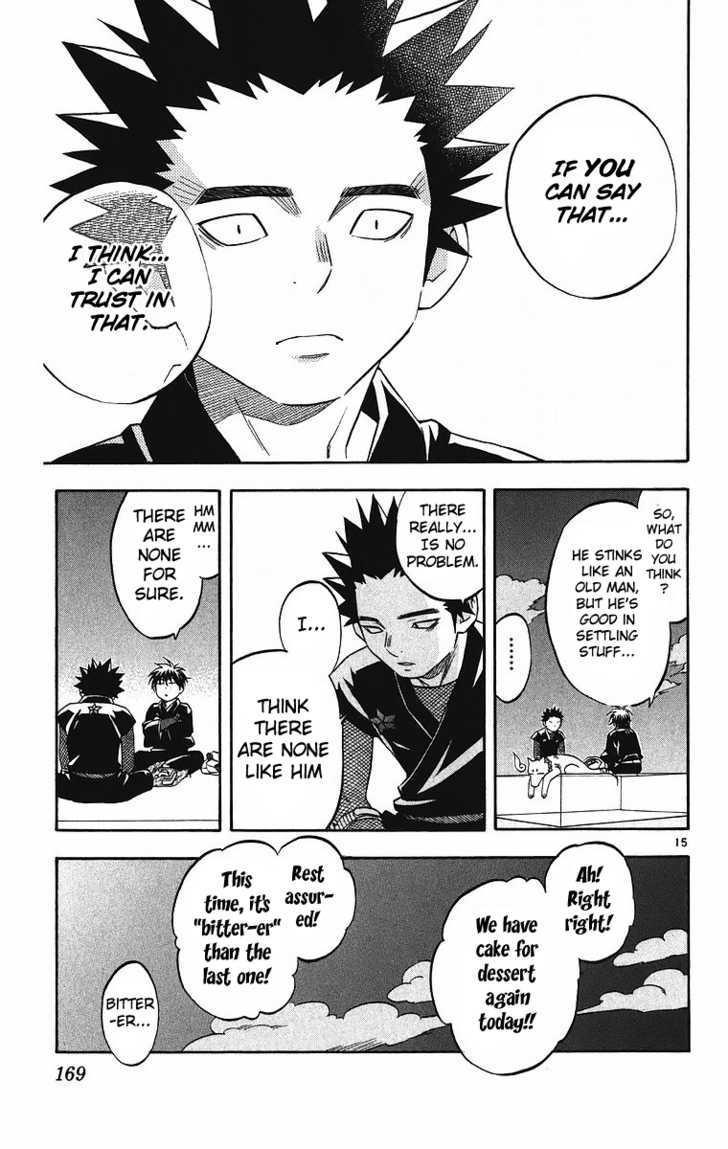 IF YOU
CAN SAY
THAT...
I THINK...
I CAN
TRUST IN
THAT.
SO,
WHAT
DO
YOU
THINK
?
HE STINKS
LIKE AN
OLD MAN,
BUT HE'S
GOOD IN
SETTLING
STUFF...
.........
THERE
REALLY...
IS NO
PROBLEM.
I...
THINK
THERE
ARE NONE
LIKE HIM
HM
MM
...
THERE
ARE
NONE
FOR
SURE.
15
Ah!
Right
right!
We have
cake for
dessert
again
today!!
Rest
assur-
ed!
This
time, it's
"bitter-er"
than the
last one!
BITTER
-ER...
169